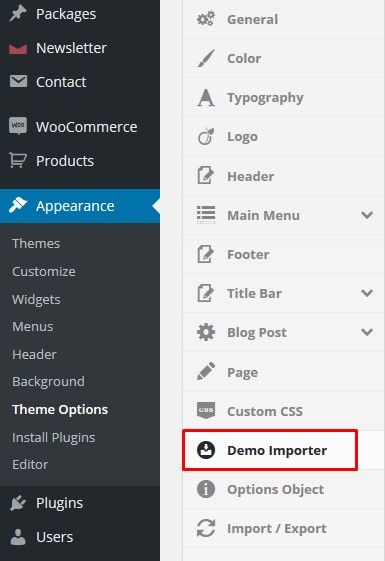 Packages
Newsletter
Contact
WOO WooCommerce
Products
Appearance
Themes
Customize
Widgets
Menus
Header
Background
Theme Options
Install Plugins
Editor
Plugins
Users
General
Color
Typography
Logo
Header
Main Menu
Footer
Title Bar
Blog Post
Page
CSS Custom CSS
Demo Importer
Options Object
Import / Export